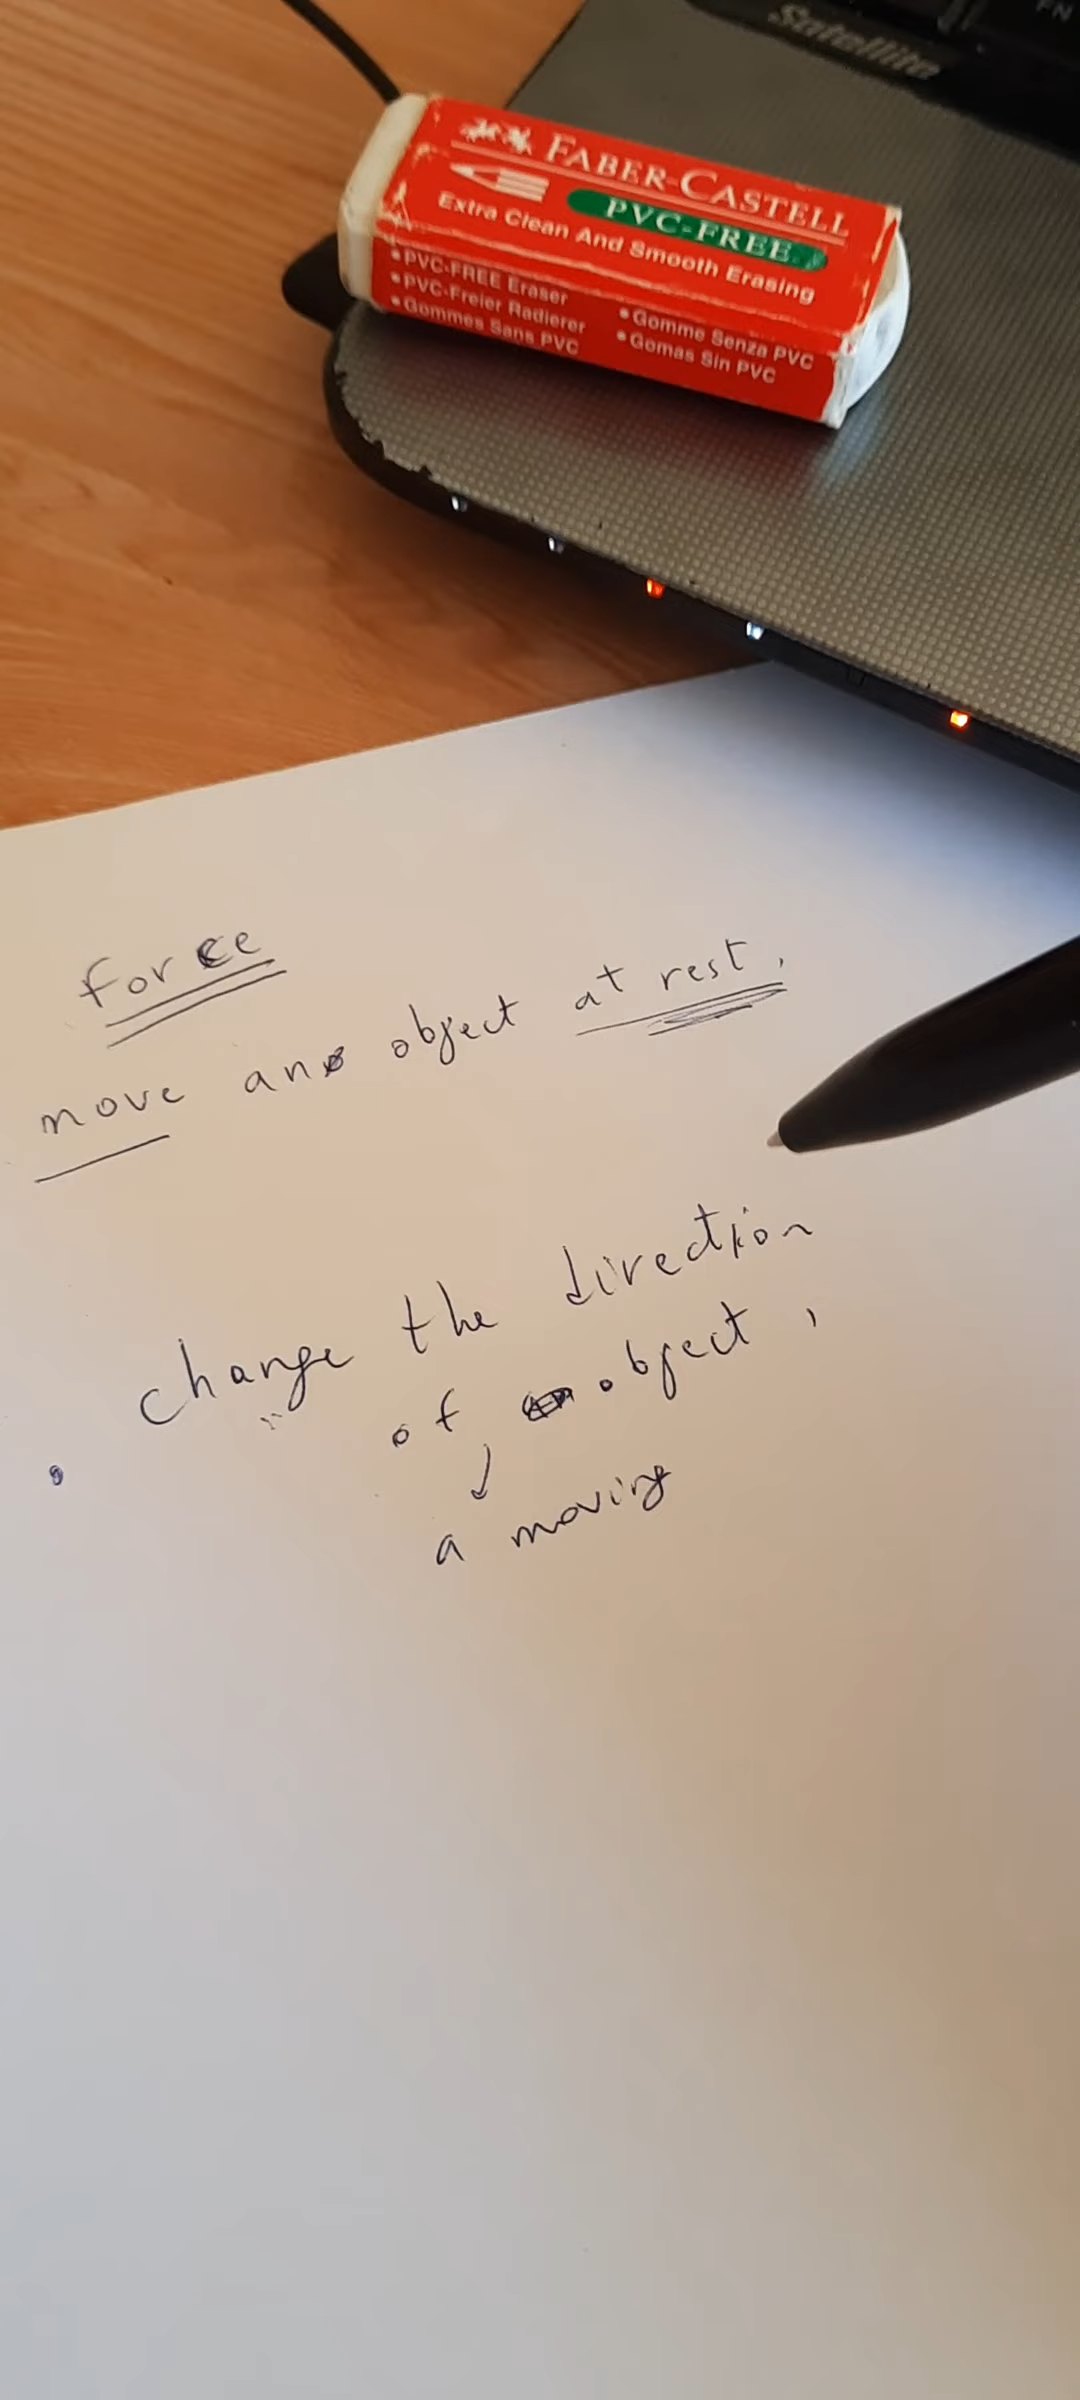 Satellite
FN
FABER-CASTELL
PVC-FREE
Extra Clean And Smooth Erasing
•PVC-FREE Eraser
•PVC-Freier Radierer
•Gommes Sans PVC
•Gomme Senza PVC
•Gomas Sin PVC
Force
move an object at rest,
change the direction
of object,
a moving